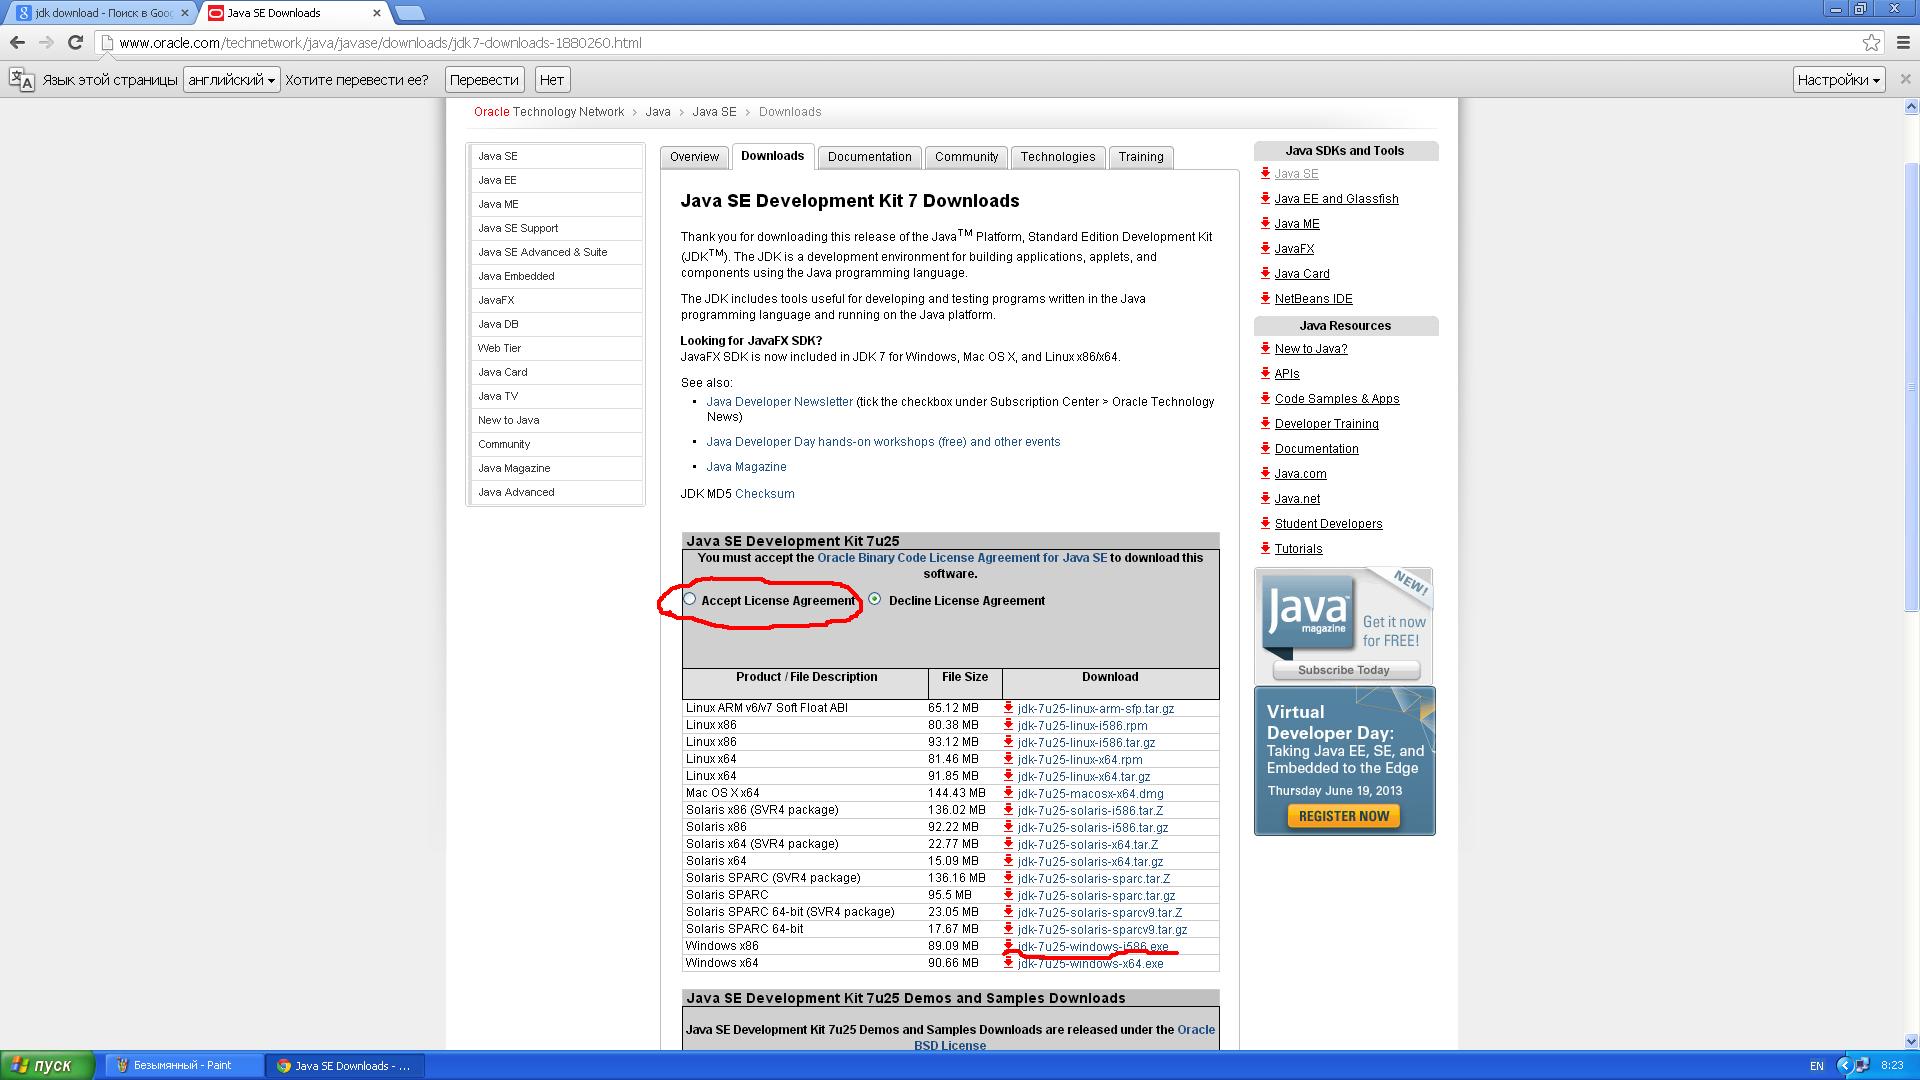 jdk download - Поиск в Goo
Java SE Downloads
www.oracle.com/technetwork/java/javase/downloads/jdk7-downloads-1880260.html
Язык этой страницы английский Хотите перевести ее? Перевести Нет Настройки
Oracle Technology Network > Java > Java SE > Downloads
Java SE
Java EE
Java ME
Java SE Support
Java SE Advanced & Suite
Java Embedded
JavaFX
Java DB
Web Tier
Java Card
Java TV
New to Java
Community
Java Magazine
Java Advanced
Overview Downloads Documentation Community Technologies Training
Java SE Development Kit 7 Downloads
Thank you for downloading this release of the Java™ Platform, Standard Edition Development Kit
(JDK™). The JDK is a development environment for building applications, applets, and
components using the Java programming language.
The JDK includes tools useful for developing and testing programs written in the Java
programming language and running on the Java platform.
Looking for JavaFX SDK?
JavaFX SDK is now included in JDK 7 for Windows, Mac OS X, and Linux x86/x64.
See also:
• Java Developer Newsletter (tick the checkbox under Subscription Center > Oracle Technology
News)
• Java Developer Day hands-on workshops (free) and other events
• Java Magazine
JDK MD5 Checksum
Java SE Development Kit 7u25
You must accept the Oracle Binary Code License Agreement for Java SE to download this
software.
Accept License Agreement Decline License Agreement
Product / File Description File Size Download
Linux ARM v6/v7 Soft Float ABI 65.12 MB jdk-7u25-linux-arm-sfp.tar.gz
Linux x86 80.38 MB jdk-7u25-linux-i586.rpm
Linux x86 93.12 MB jdk-7u25-linux-i586.tar.gz
Linux x64 81.46 MB jdk-7u25-linux-x64.rpm
Linux x64 91.85 MB jdk-7u25-linux-x64.tar.gz
Mac OS X x64 144.43 MB jdk-7u25-macosx-x64.dmg
Solaris x86 (SVR4 package) 136.02 MB jdk-7u25-solaris-i586.tar.Z
Solaris x86 92.22 MB jdk-7u25-solaris-i586.tar.gz
Solaris x64 (SVR4 package) 22.77 MB jdk-7u25-solaris-x64.tar.Z
Solaris x64 15.09 MB jdk-7u25-solaris-x64.tar.gz
Solaris SPARC (SVR4 package) 136.16 MB jdk-7u25-solaris-sparc.tar.Z
Solaris SPARC 95.5 MB jdk-7u25-solaris-sparc.tar.gz
Solaris SPARC 64-bit (SVR4 package) 23.05 MB jdk-7u25-solaris-sparcv9.tar.Z
Solaris SPARC 64-bit 17.67 MB jdk-7u25-solaris-sparcv9.tar.gz
Windows x86 89.09 MB jdk-7u25-windows-i586.exe
Windows x64 90.66 MB jdk-7u25-windows-x64.exe
Java SE Development Kit 7u25 Demos and Samples Downloads
Java SE Development Kit 7u25 Demos and Samples Downloads are released under the Oracle
BSD License
Java SDKs and Tools
Java SE
Java EE and Glassfish
Java ME
JavaFX
Java Card
NetBeans IDE
Java Resources
New to Java?
APIs
Code Samples & Apps
Developer Training
Documentation
Java.com
Java.net
Student Developers
Tutorials
NEW!
Java
magazine
Get it now
for FREE!
Subscribe Today
Virtual
Developer Day:
Taking Java EE, SE, and
Embedded to the Edge
Thursday June 19, 2013
REGISTER NOW
пуск
Безымянный - Paint
Java SE Downloads - ...
EN
8:23